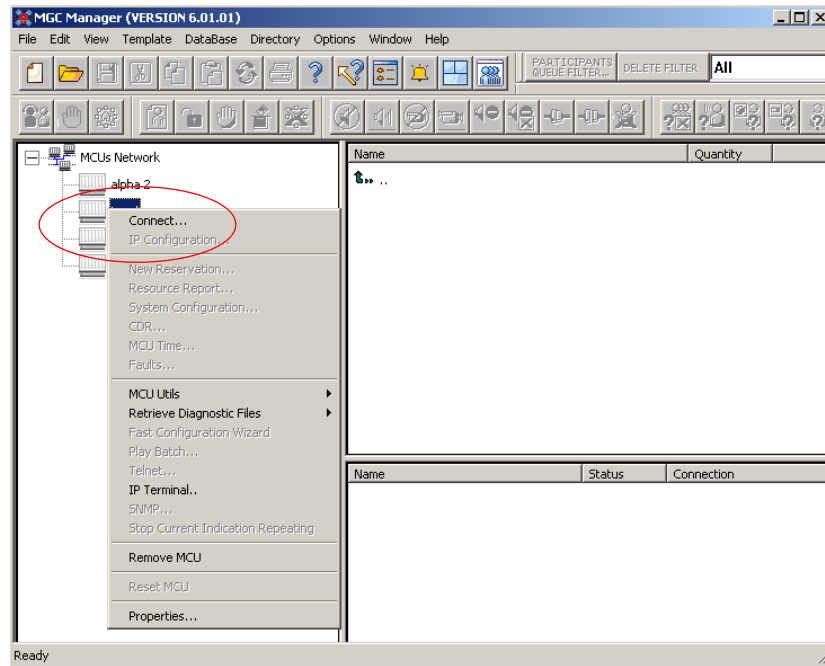 MGC Manager (VERSION 6.01.01)
File Edit View Template DataBase Directory Options Window Help
PARTICIPANTS QUEUE FILTER... DELETE FILTER All
MCUs Network
alpha 2
Connect...
IP Configuration...
New Reservation...
Resource Report...
System Configuration...
CDR...
MCU Time...
Faults...
MCU Utils
Retrieve Diagnostic Files
Fast Configuration Wizard
Play Batch...
Telnet...
IP Terminal..
SNMP...
Stop Current Indication Repeating
Remove MCU
Reset MCU
Properties...
Name Quantity
..
Name Status Connection
Ready